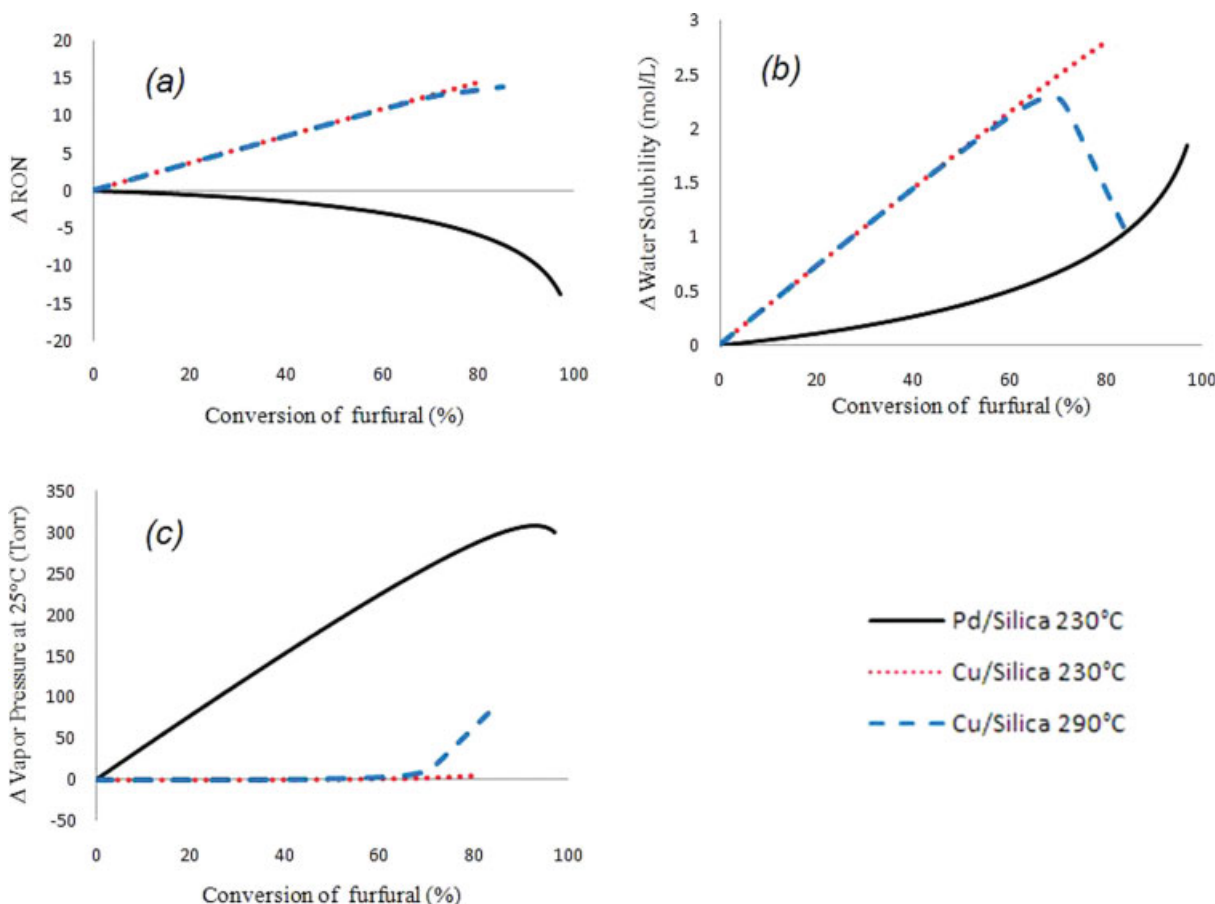 (a)
Δ RON
20
15
10
5
0
-5
-10
-15
-20
0 20 40 60 80 100
Conversion of furfural (%)
(b)
Δ Water Solubility (mol/L)
3
2.5
2
1.5
1
0.5
0
0 20 40 60 80 100
Conversion of furfural (%)
(c)
Δ Vapor Pressure at 25°C (Torr)
350
300
250
200
150
100
50
0
-50
0 20 40 60 80 100
Conversion of furfural (%)
Pd/Silica 230°C
Cu/Silica 230°C
Cu/Silica 290°C